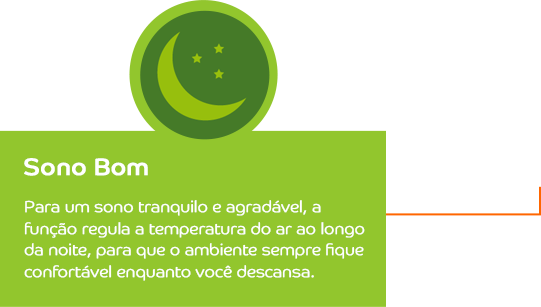 Sono Bom
Para um sono tranquilo e agradável, a
função regula a temperatura do ar ao longo
da noite, para que o ambiente sempre fique
confortável enquanto você descansa.